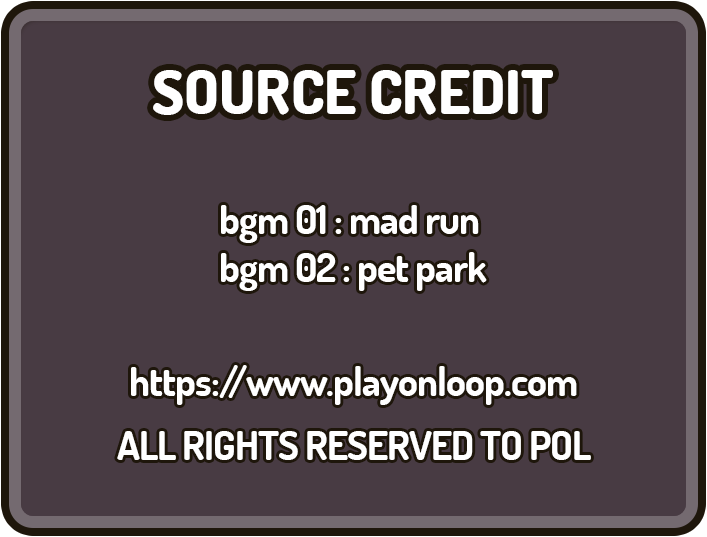 SOURCE CREDIT
bgm 01 : mad run
bgm 02 : pet park
https://www.playonloop.com
ALL RIGHTS RESERVED TO POL